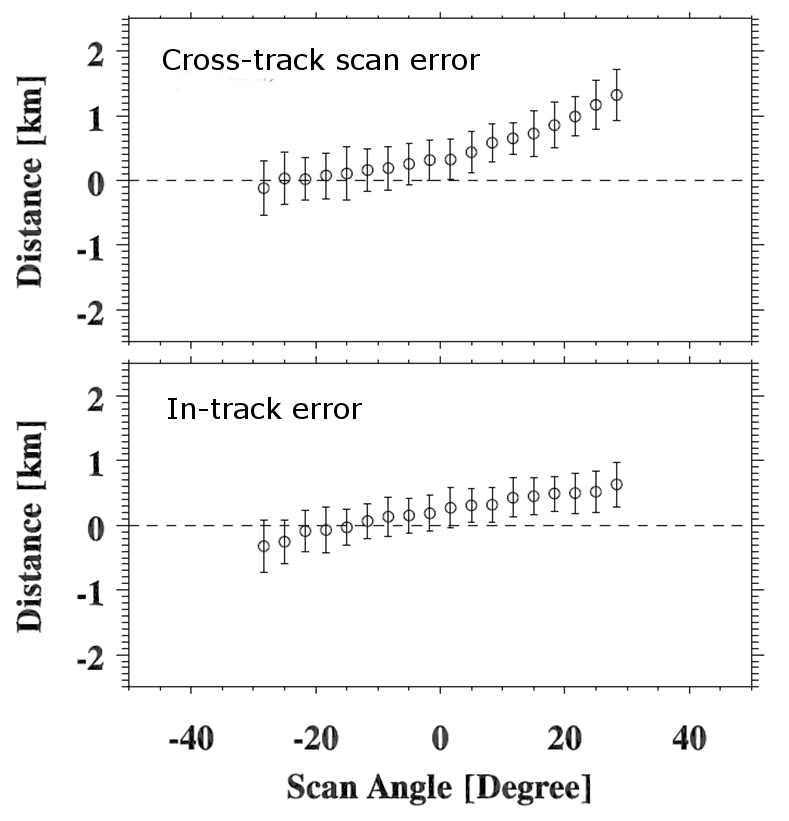 Cross-track scan error
Distance [km]
2
1
0
-1
-2
In-track error
Distance [km]
2
1
0
-1
-2
-40 -20 0 20 40
Scan Angle [Degree]